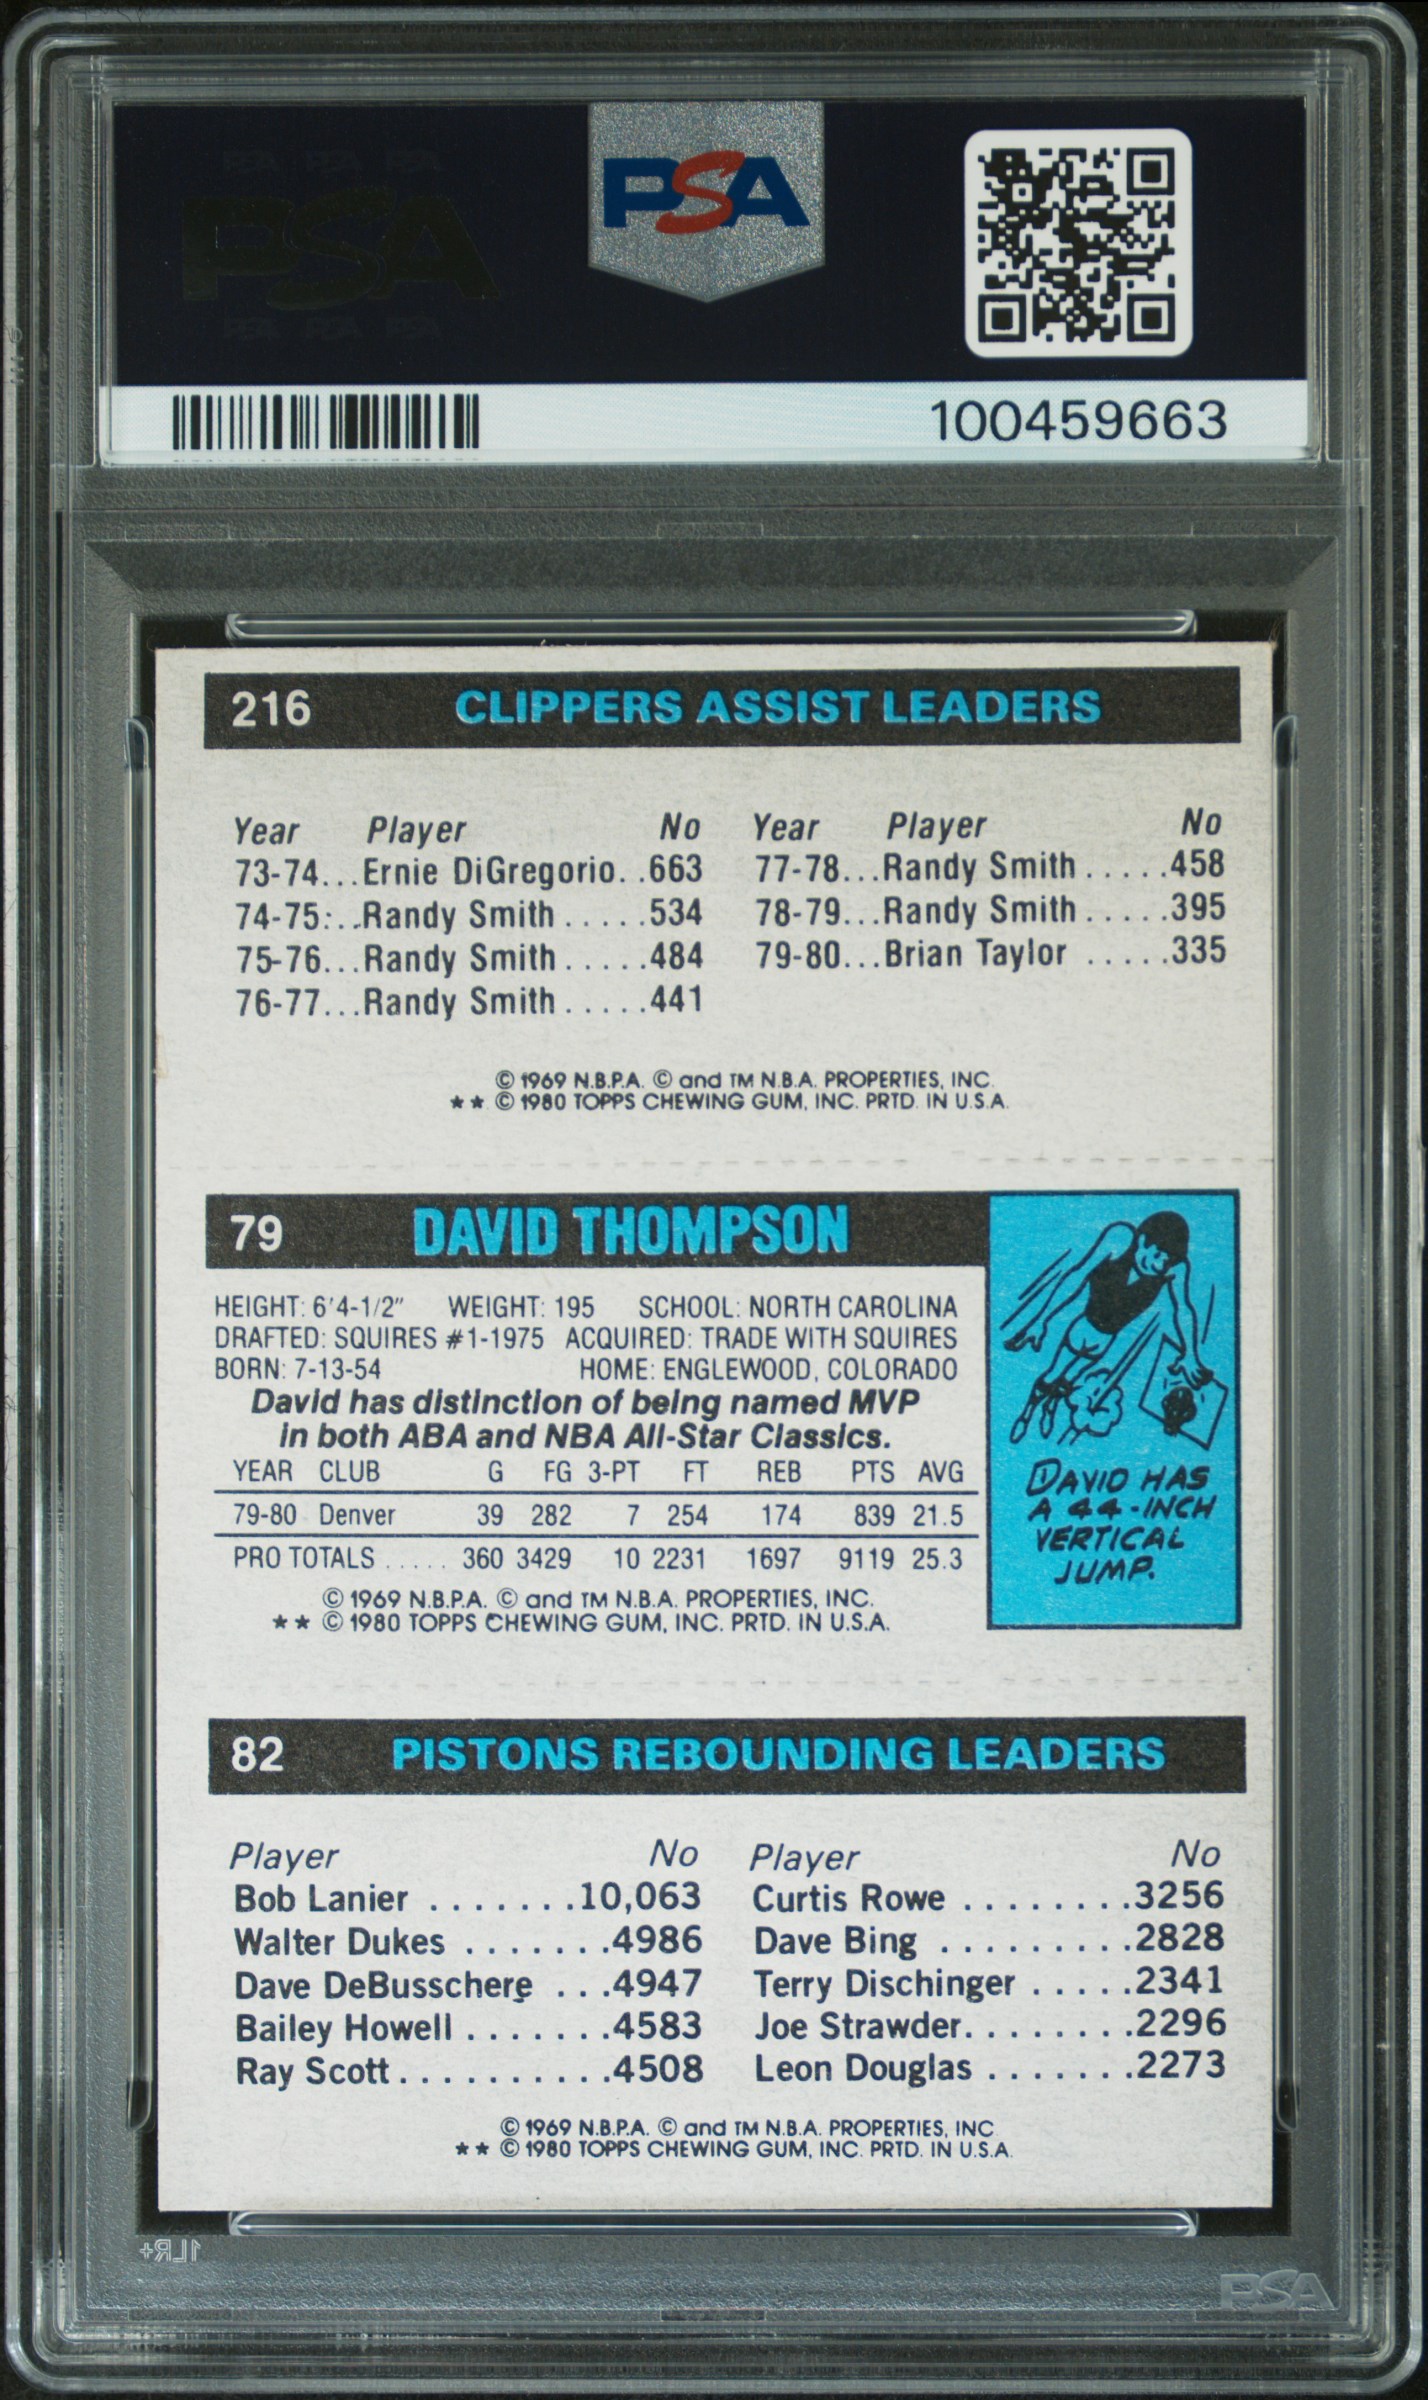 PSA
PSA
100459663
216 CLIPPERS ASSIST LEADERS
Year Player No Year Player No
73-74...Ernie DiGregorio. .663 77-78...Randy Smith.....458
74-75:..Randy Smith.....534 78-79...Randy Smith.....395
75-76...Randy Smith.....484 79-80...Brian Taylor .....335
76-77...Randy Smith.....441
© 1969 N.B.P.A. © and TM N.B.A. PROPERTIES, INC.
** © 1980 TOPPS CHEWING GUM, INC. PRTD. IN U.S.A.
79 DAVID THOMPSON
HEIGHT: 6'4-1/2" WEIGHT: 195 SCHOOL: NORTH CAROLINA
DRAFTED: SQUIRES #1-1975 ACQUIRED: TRADE WITH SQUIRES
BORN: 7-13-54 HOME: ENGLEWOOD, COLORADO
David has distinction of being named MVP
in both ABA and NBA All-Star Classics.
YEAR CLUB G FG 3-PT FT REB PTS AVG
79-80 Denver 39 282 7 254 174 839 21.5
PRO TOTALS ..... 360 3429 10 2231 1697 9119 25.3
© 1969 N.B.P.A. © and TM N.B.A. PROPERTIES, INC.
** © 1980 TOPPS CHEWING GUM, INC. PRTD. IN U.S.A.
DAVID HAS
A 44-INCH
VERTICAL
JUMP.
82 PISTONS REBOUNDING LEADERS
Player No Player No
Bob Lanier .......10,063 Curtis Rowe ........3256
Walter Dukes .......4986 Dave Bing .........2828
Dave DeBusschere ...4947 Terry Dischinger .....2341
Bailey Howell.......4583 Joe Strawder........2296
Ray Scott..........4508 Leon Douglas .......2273
© 1969 N.B.P.A. © and TM N.B.A. PROPERTIES, INC
** © 1980 TOPPS CHEWING GUM, INC. PRTD. IN U.S.A.
1LR+
PSA